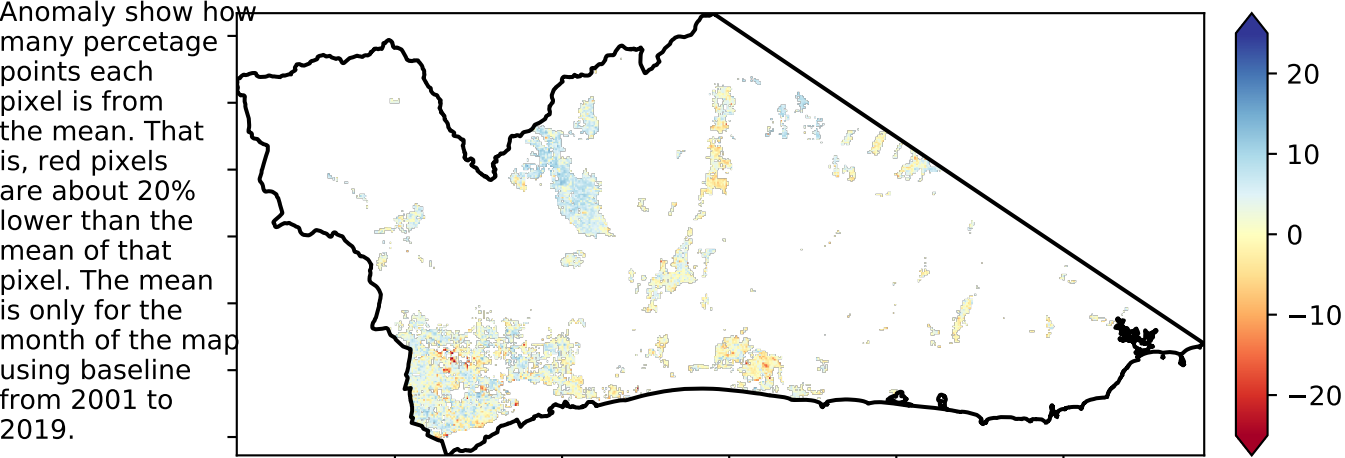 Anomaly show how
many percetage
points each
pixel is from
the mean. That
is, red pixels
are about 20%
lower than the
mean of that
pixel. The mean
is only for the
month of the map
using baseline
from 2001 to
2019.
20
10
0
−10
−20